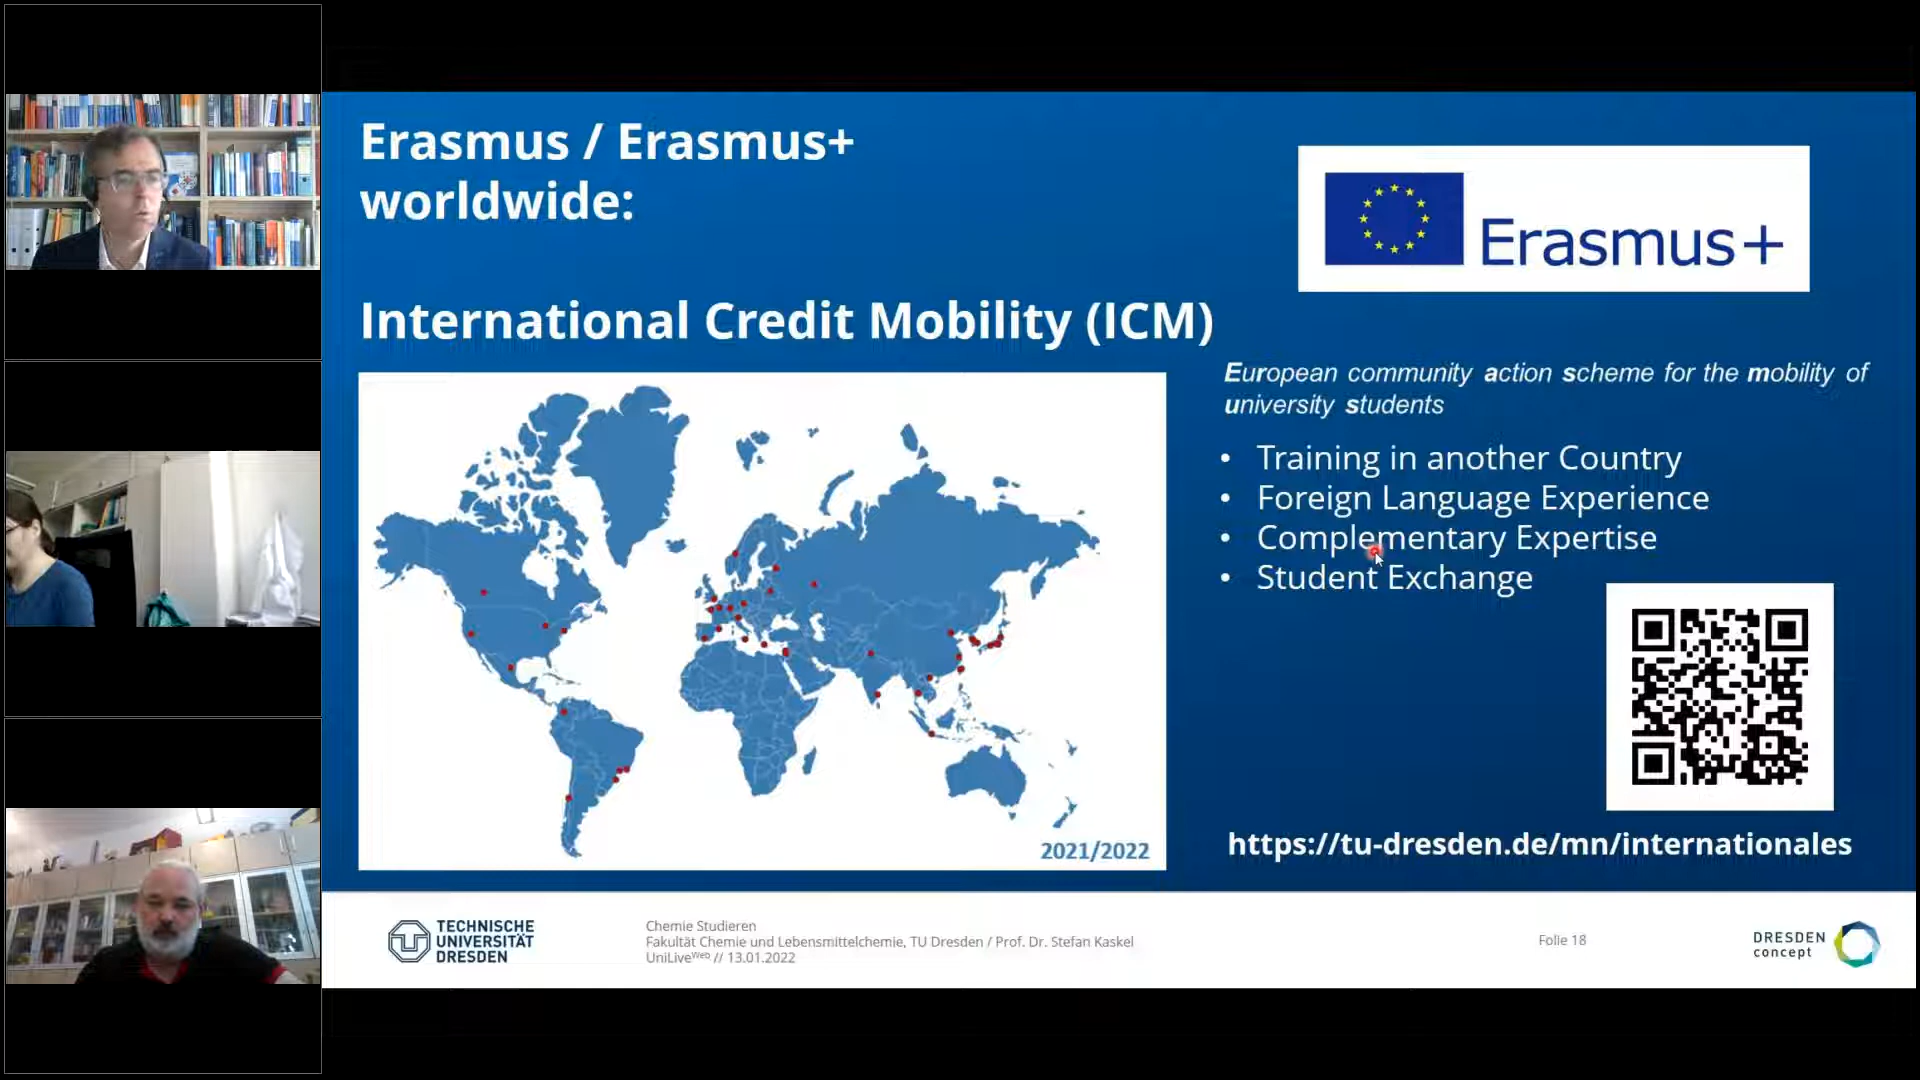 Erasmus / Erasmus+
worldwide:
Erasmus+
International Credit Mobility (ICM)
European community action scheme for the mobility of
university students
• Training in another Country
• Foreign Language Experience
• Complementary Expertise
• Student Exchange
2021/2022
https://tu-dresden.de/mn/internationales
TECHNISCHE
UNIVERSITÄT
DRESDEN
Chemie Studieren
Fakultät Chemie und Lebensmittelchemie, TU Dresden / Prof. Dr. Stefan Kaskel
UniLiveWeb // 13.01.2022
Folie 18
DRESDEN
concept